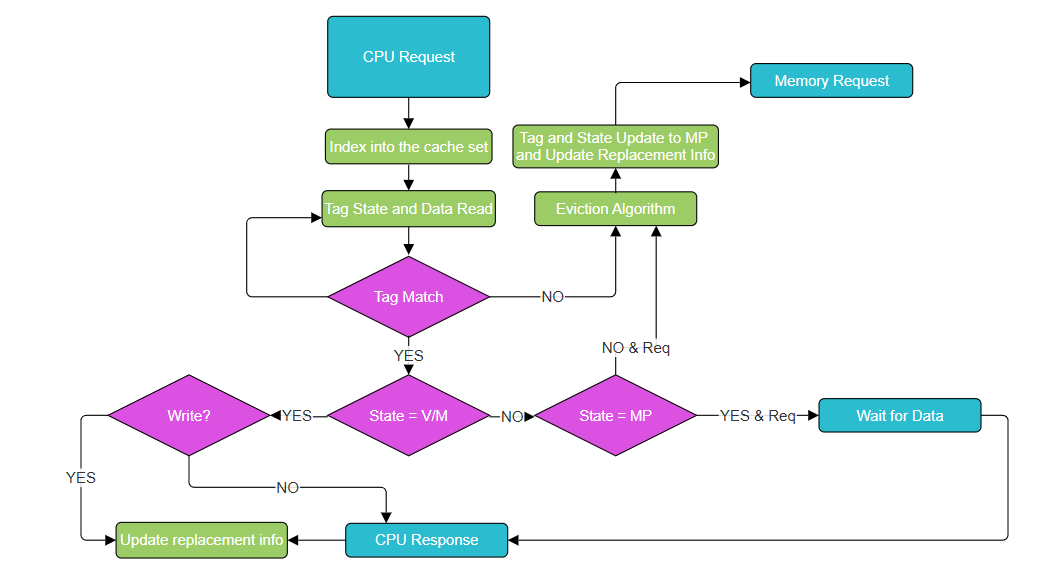 CPU Request
Memory Request
Index into the cache set
Tag and State Update to MP
and Update Replacement Info
Tag State and Data Read
Eviction Algorithm
Tag Match
NO
NO & Req
YES
Write?
YES
State = V/M
NO
State = MP
YES & Req
Wait for Data
YES
NO
Update replacement info
CPU Response